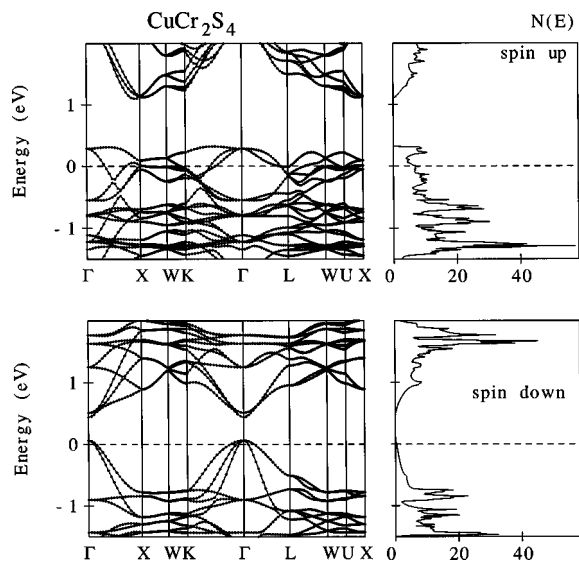 CuCr2S4 N(E)
spin up
Energy (eV)
1
0
- 1
Γ X WK Γ L WU X 0 20 40
spin down
Energy (eV)
1
0
- 1
Γ X WK Γ L WU X 0 20 40 60